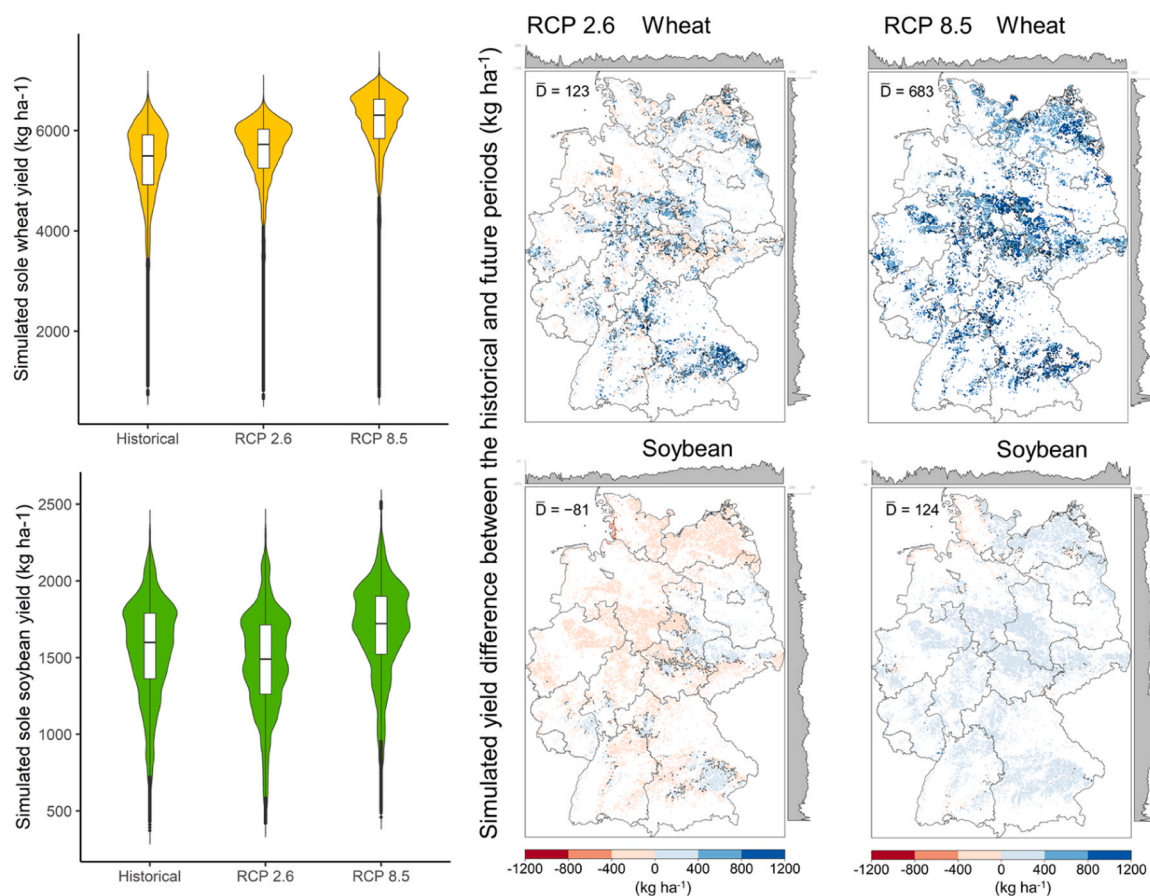 Simulated sole wheat yield (kg ha-1)
6000
4000
2000
Historical
RCP 2.6
RCP 8.5
Simulated sole soybean yield (kg ha-1)
2500
2000
1500
1000
500
Historical
RCP 2.6
RCP 8.5
Simulated yield difference between the historical and future periods (kg ha⁻¹)
RCP 2.6 Wheat
D̅ = 123
RCP 8.5 Wheat
D̅ = 683
Soybean
D̅ = −81
Soybean
D̅ = 124
-1200 -800 -400 0 400 800 1200
(kg ha⁻¹)
-1200 -800 -400 0 400 800 1200
(kg ha⁻¹)